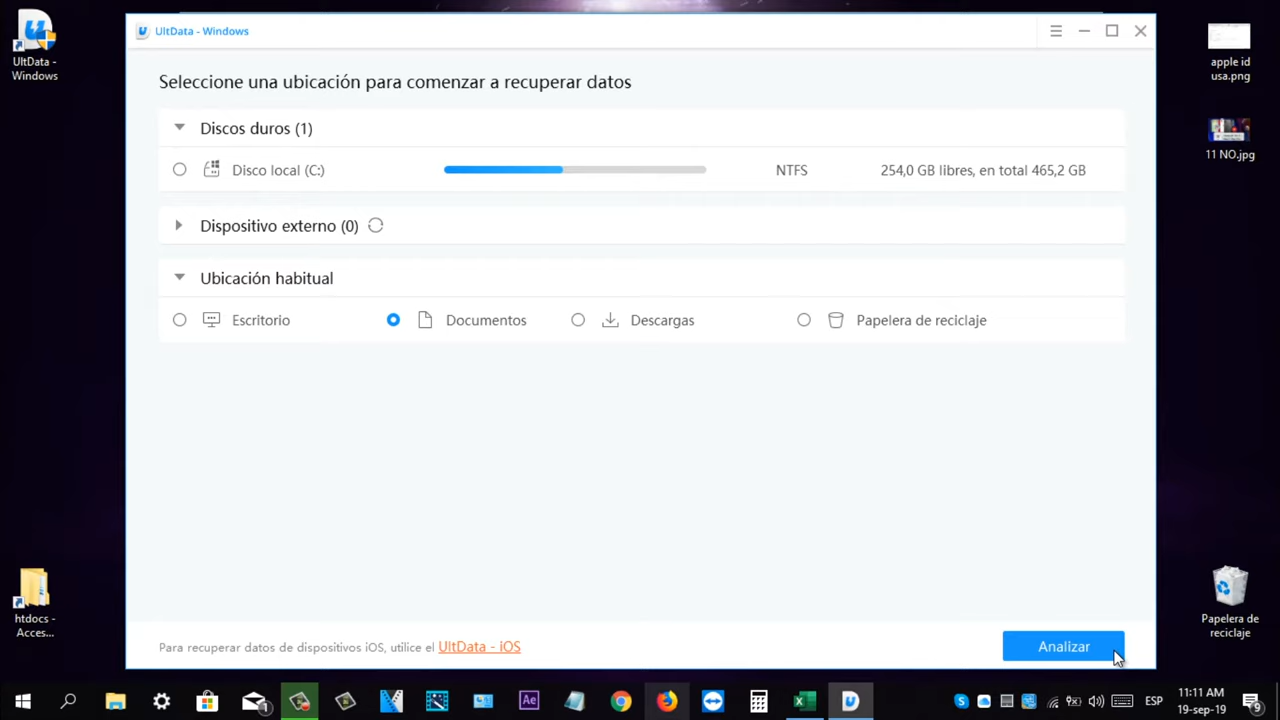 UltData - Windows
UltData -
Windows
apple id
usa.png
Seleccione una ubicación para comenzar a recuperar datos
Discos duros (1)
11 NO.jpg
Disco local (C:)
NTFS
254,0 GB libres, en total 465,2 GB
Dispositivo externo (0)
Ubicación habitual
Escritorio
Documentos
Descargas
Papelera de reciclaje
htdocs -
Acces...
Papelera de
reciclaje
Para recuperar datos de dispositivos iOS, utilice el UltData - iOS
Analizar
1
Ae
ESP
11:11 AM
19-sep-19
9